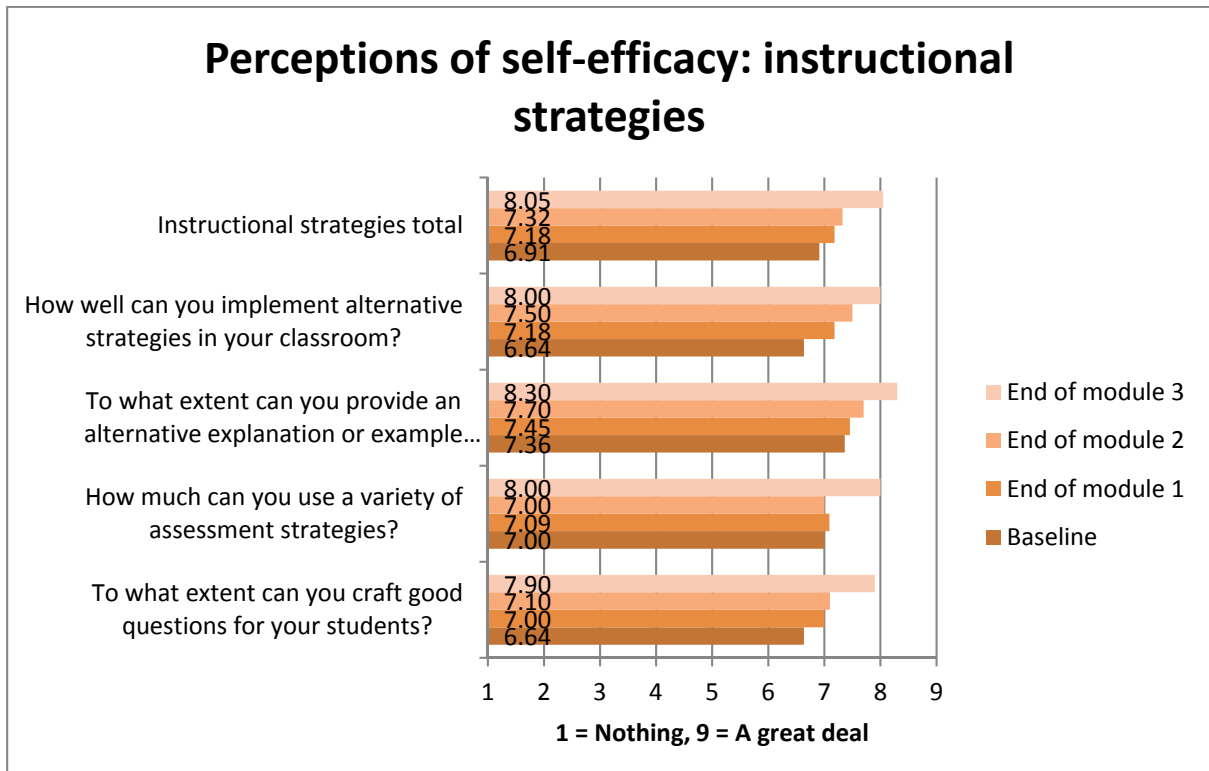 Perceptions of self-efficacy: instructional
strategies
Instructional strategies total
8.05
7.32
7.18
6.91
How well can you implement alternative
strategies in your classroom?
8.00
7.50
7.18
6.64
To what extent can you provide an
alternative explanation or example...
8.30
7.70
7.45
7.36
How much can you use a variety of
assessment strategies?
8.00
7.00
7.09
7.00
To what extent can you craft good
questions for your students?
7.90
7.10
7.00
6.64
End of module 3
End of module 2
End of module 1
Baseline
1 2 3 4 5 6 7 8 9
1 = Nothing, 9 = A great deal